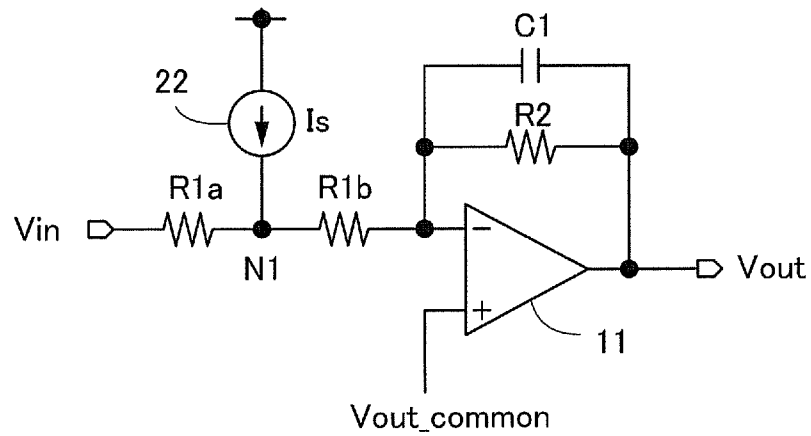 C1
22
Is
R2
R1a
R1b
Vin
N1
−
+
Vout
11
Vout_common